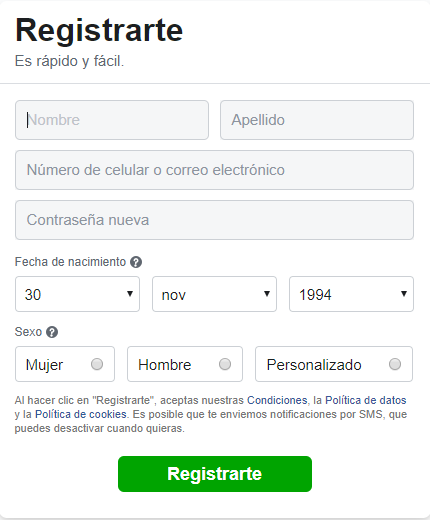 Registrarte
Es rápido y fácil.
Nombre Apellido
Número de celular o correo electrónico
Contraseña nueva
Fecha de nacimiento ?
30 nov 1994
Sexo ?
Mujer Hombre Personalizado
Al hacer clic en "Registrarte", aceptas nuestras Condiciones, la Política de datos
y la Política de cookies. Es posible que te enviemos notificaciones por SMS, que
puedes desactivar cuando quieras.
Registrarte